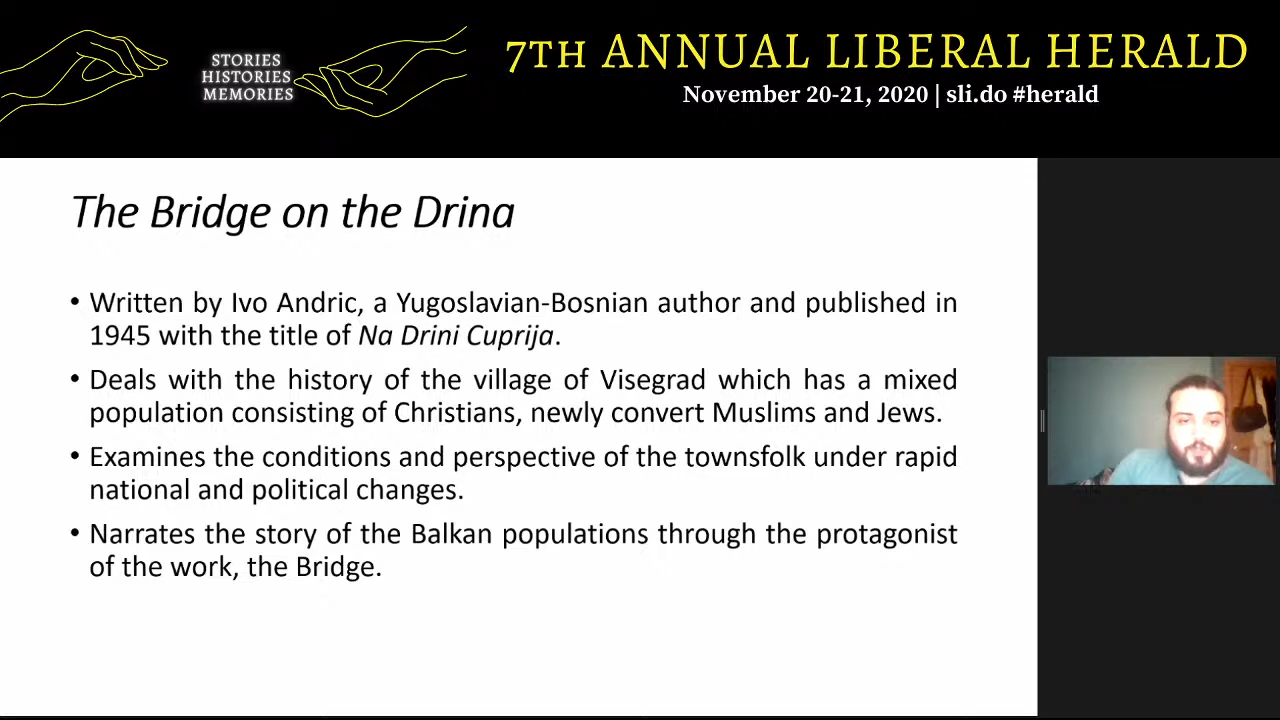 STORIES
HISTORIES
MEMORIES
7TH ANNUAL LIBERAL HERALD
November 20-21, 2020 | sli.do #herald
The Bridge on the Drina
• Written by Ivo Andric, a Yugoslavian-Bosnian author and published in
1945 with the title of Na Drini Cuprija.
• Deals with the history of the village of Visegrad which has a mixed
population consisting of Christians, newly convert Muslims and Jews.
• Examines the conditions and perspective of the townsfolk under rapid
national and political changes.
• Narrates the story of the Balkan populations through the protagonist
of the work, the Bridge.